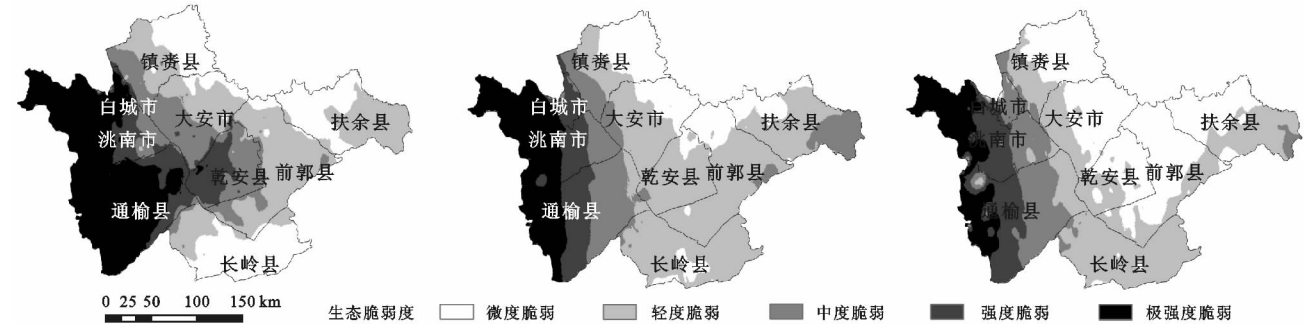 镇赉县
白城市
大安市
扶余县
洮南市
乾安县
前郭县
通榆县
长岭县
镇赉县
白城市
大安市
扶余县
洮南市
乾安县
前郭县
通榆县
长岭县
镇赉县
白城市
大安市
扶余县
洮南市
乾安县
前郭县
通榆县
长岭县
0 25 50 100 150 km
生态脆弱度 微度脆弱 轻度脆弱 中度脆弱 强度脆弱 极强度脆弱